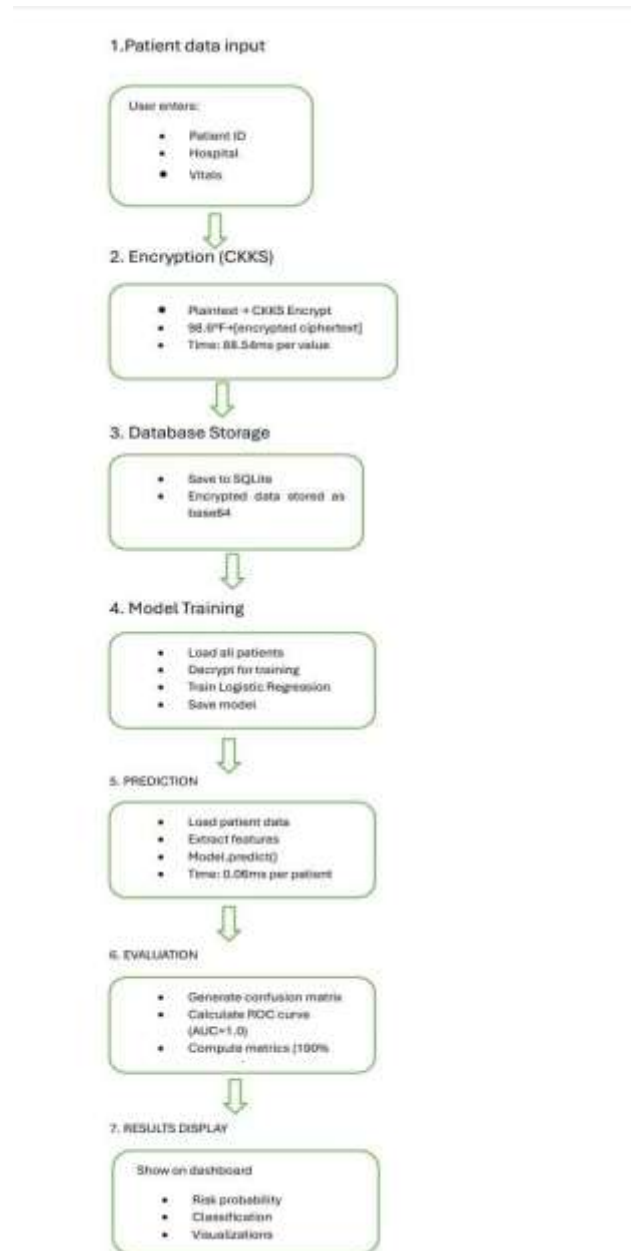 1.Patient data input
User enters:
• Patient ID
• Hospital
• Vitals
2. Encryption (CKKS)
• Plaintext → CKKS Encrypt
• 98.6°F→[encrypted ciphertext]
• Time: 88.54ms per value
3. Database Storage
• Save to SQLite
• Encrypted data stored as
base64
4. Model Training
• Load all patients
• Decrypt for training
• Train Logistic Regression
• Save model
5. PREDICTION
• Load patient data
• Extract features
• Model.predict()
• Time: 0.06ms per patient
6. EVALUATION
• Generate confusion matrix
• Calculate ROC curve
(AUC=1.0)
• Compute metrics (100%
7. RESULTS DISPLAY
Show on dashboard
• Risk probability
• Classification
• Visualizations